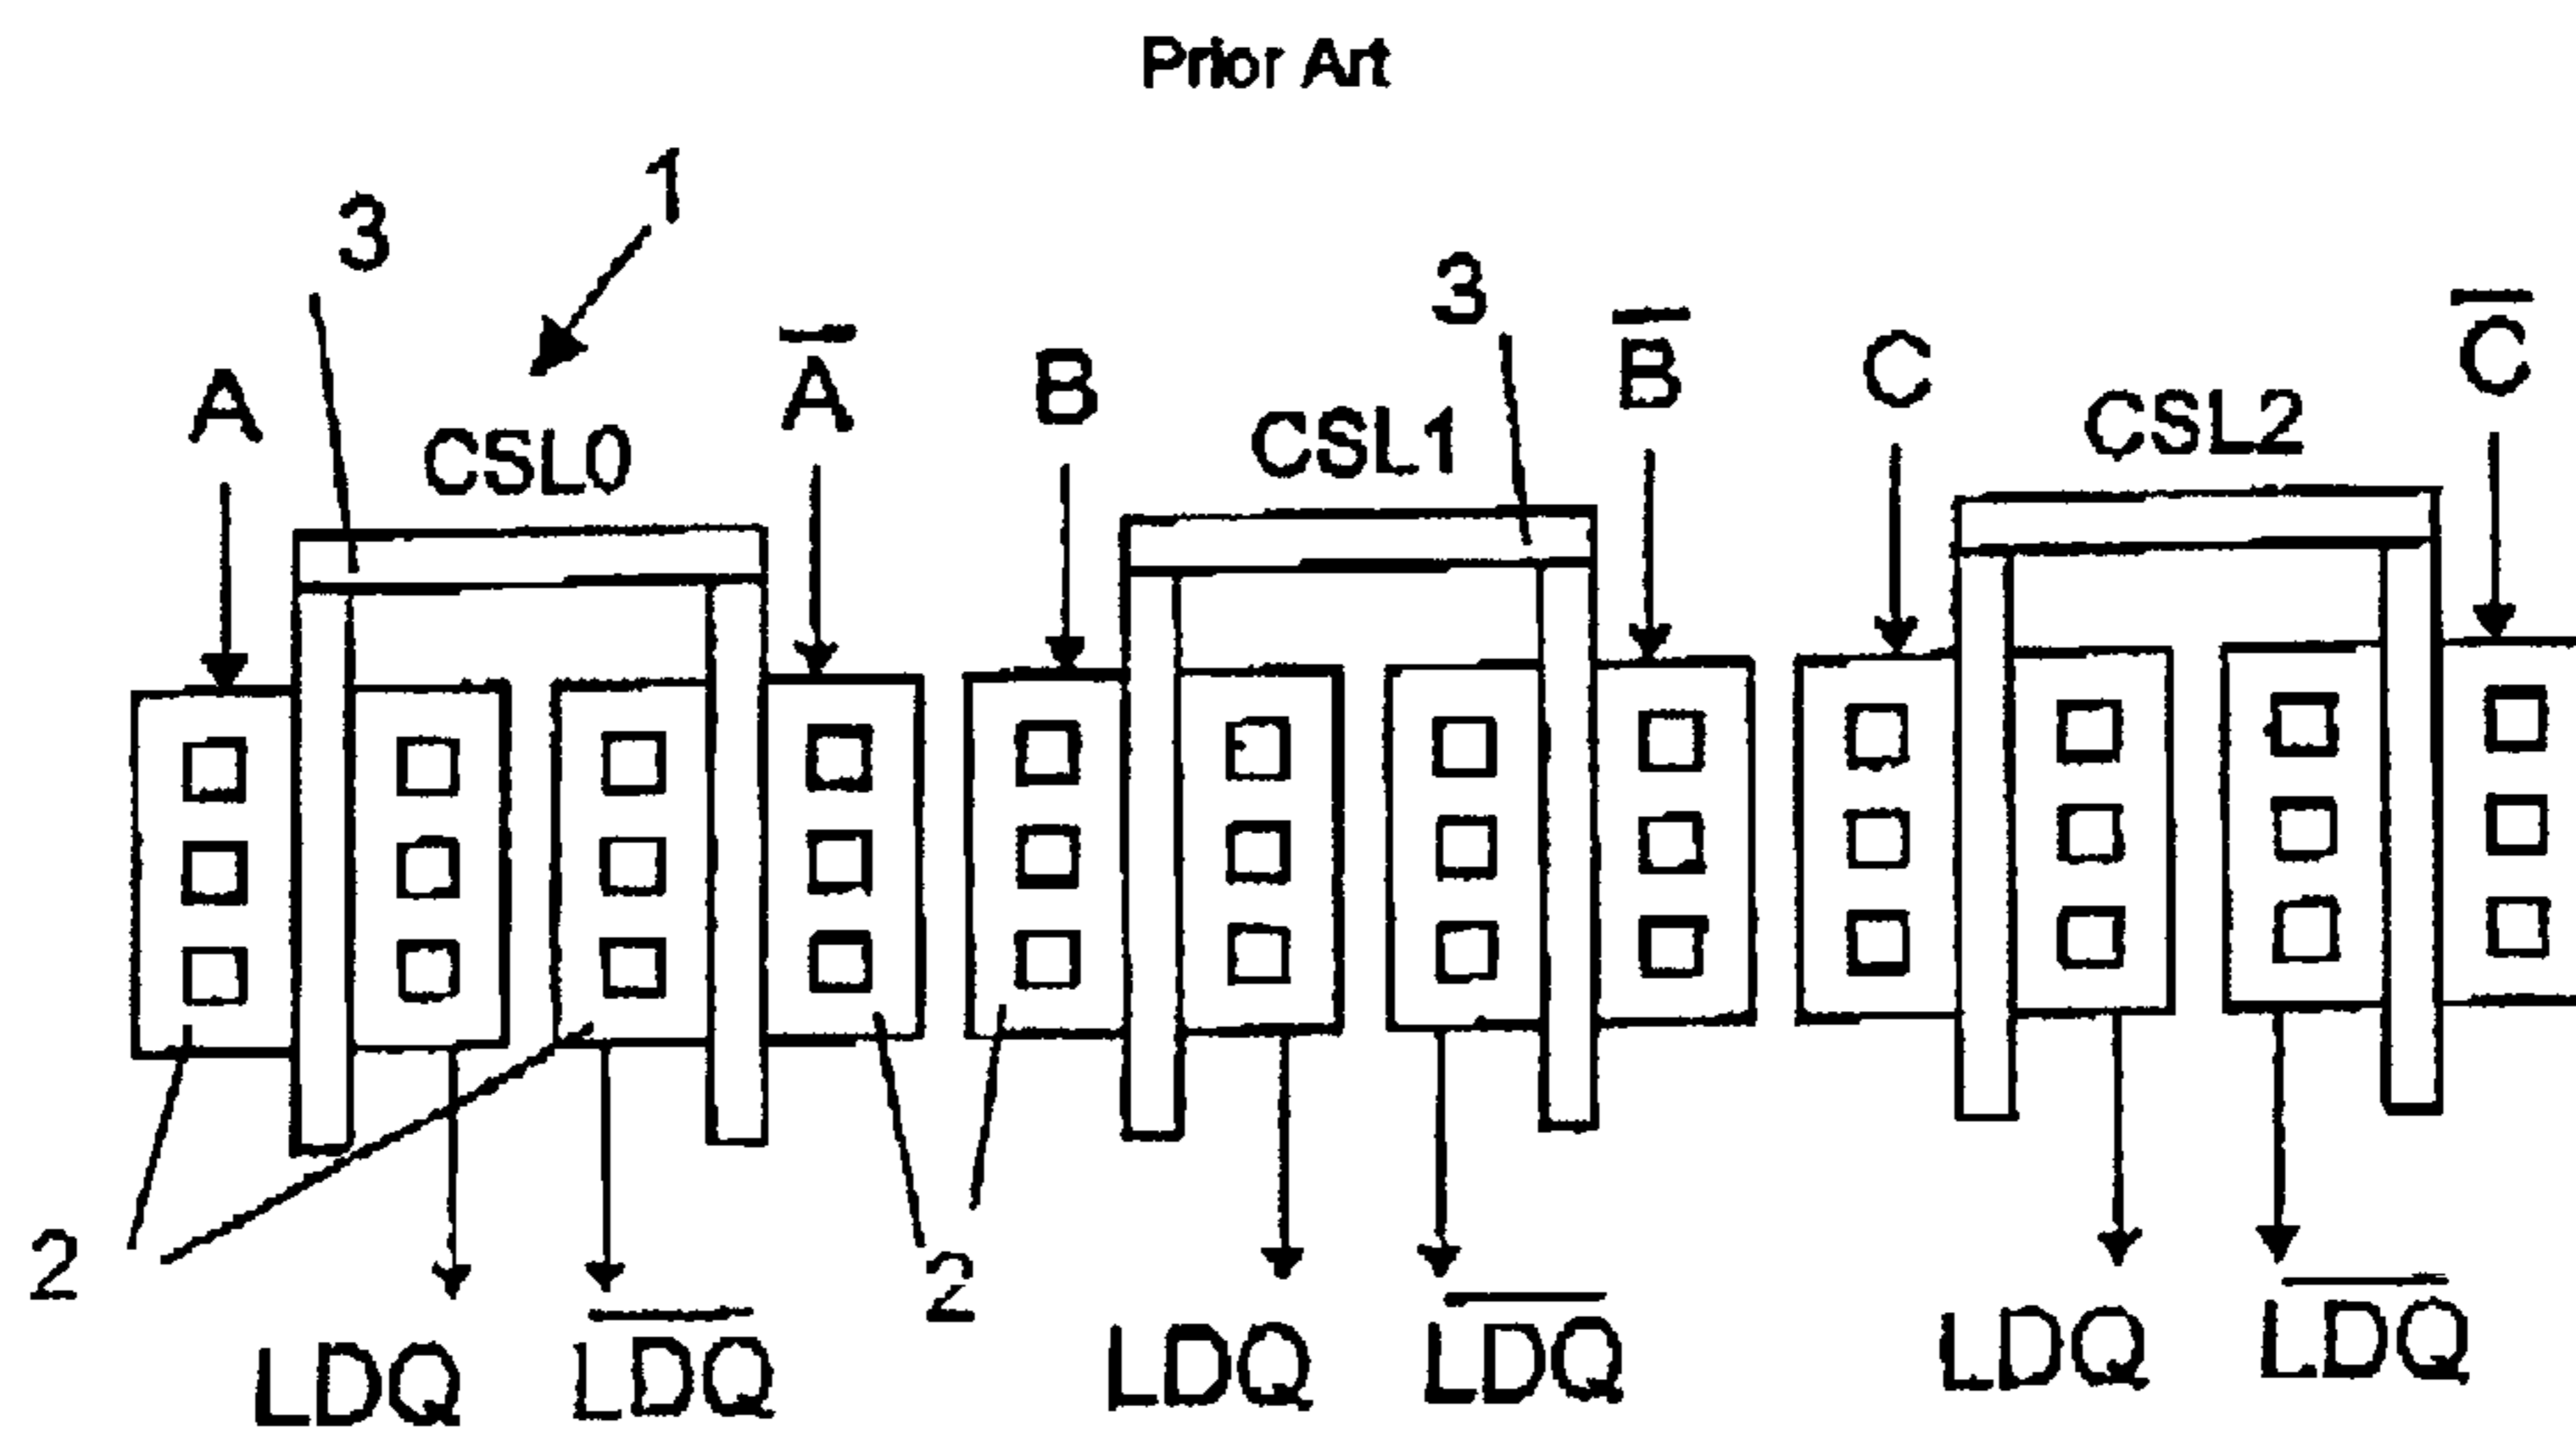 Prior Art
3 1 3
A CSL0 A̅ B CSL1 B̅ C CSL2 C̅
2 2
LDQ L̅D̅Q̅ LDQ L̅D̅Q̅ LDQ L̅D̅Q̅